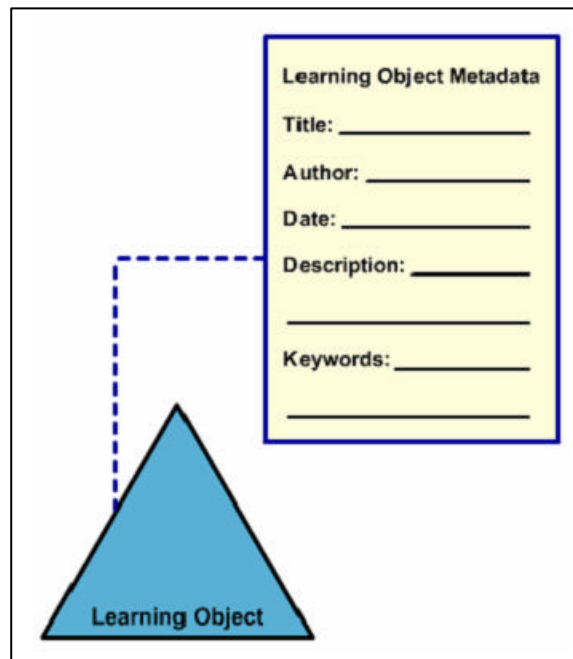 Learning Object Metadata
Title:
Author:
Date:
Description:
Keywords:
Learning Object